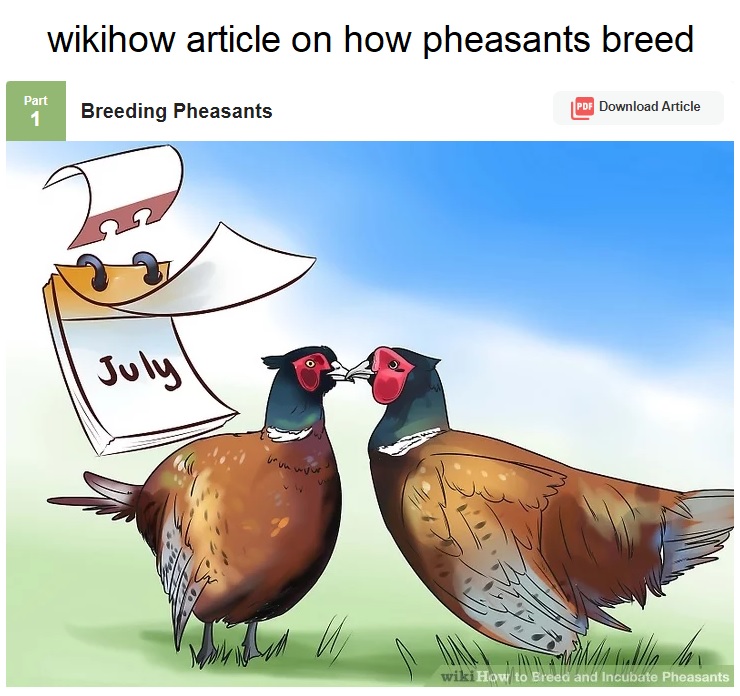 wikihow article on how pheasants breed
Part
1
Breeding Pheasants
PDF
Download Article
July
wikiHow to Breed and Incubate Pheasants